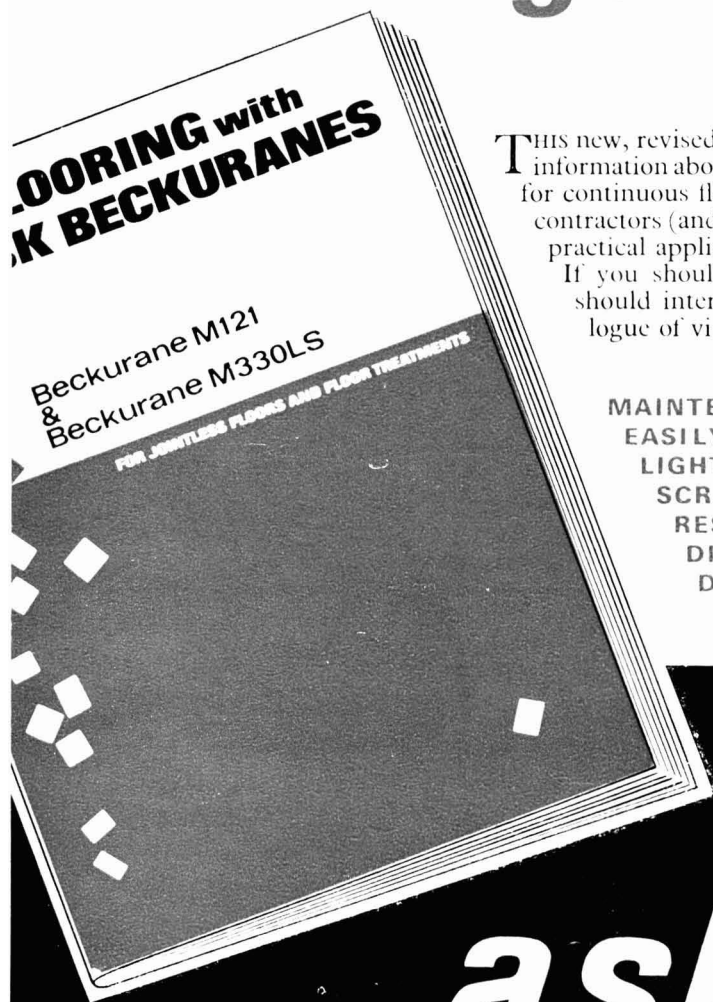 LOORING with
K BECKURANES
Beckurane M121
&
Beckurane M330LS
FOR JOINTLESS FLOORS AND FLOOR TREATMENTS
THIS new, revised
information abo
for continuous fl
contractors (and
practical appli
If you shoul
should inter
logue of vi
MAINTE
EASILY
LIGHT
SCR
RES
D
as